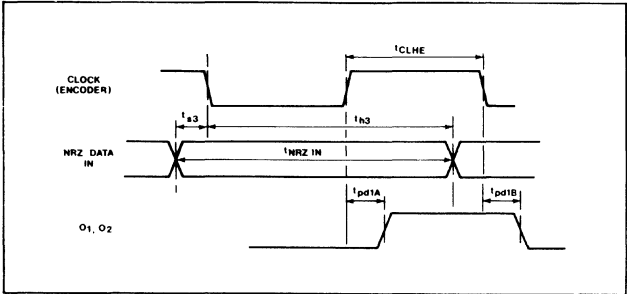 tCLHE
CLOCK
(ENCODER)
ts3
th3
NRZ DATA
IN
tNRZ IN
tpd1A
tpd1B
O1, O2